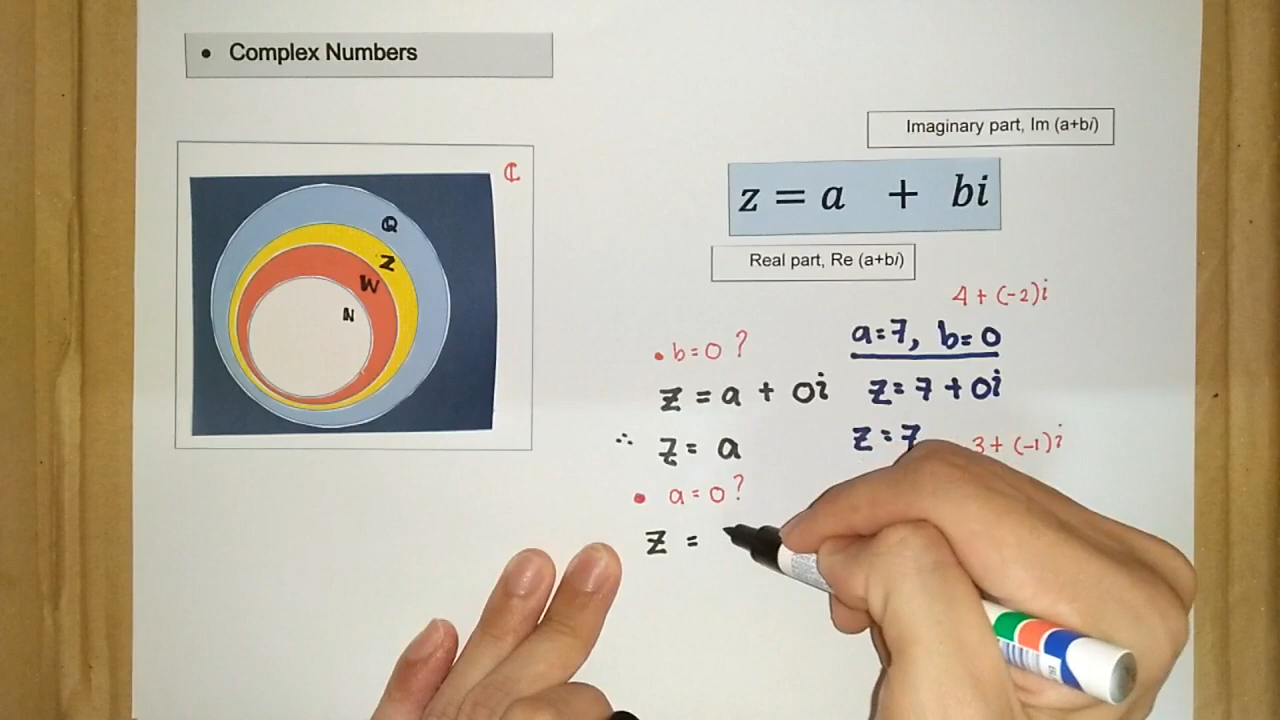 • Complex Numbers
ℂ
Q
Z
W
N
Imaginary part, Im (a+bi)
z = a + bi
Real part, Re (a+bi)
4 + (-2)i
• b=0 ?
a=7, b=0
z = a + 0i
z=7+0i
∴ z= a
z=7
3+ (-1)i
• a=0?
z =